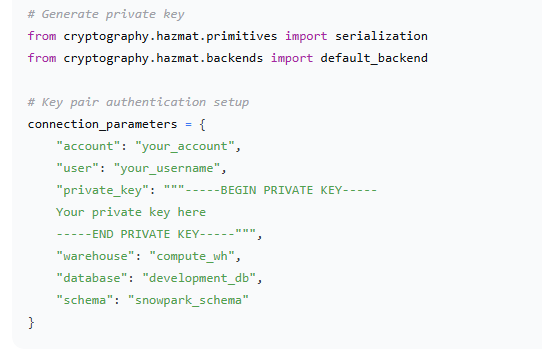 # Generate private key
from cryptography.hazmat.primitives import serialization
from cryptography.hazmat.backends import default_backend

# Key pair authentication setup
connection_parameters = {
    "account": "your_account",
    "user": "your_username",
    "private_key": """-----BEGIN PRIVATE KEY-----
    Your private key here
    -----END PRIVATE KEY-----""",
    "warehouse": "compute_wh",
    "database": "development_db",
    "schema": "snowpark_schema"
}